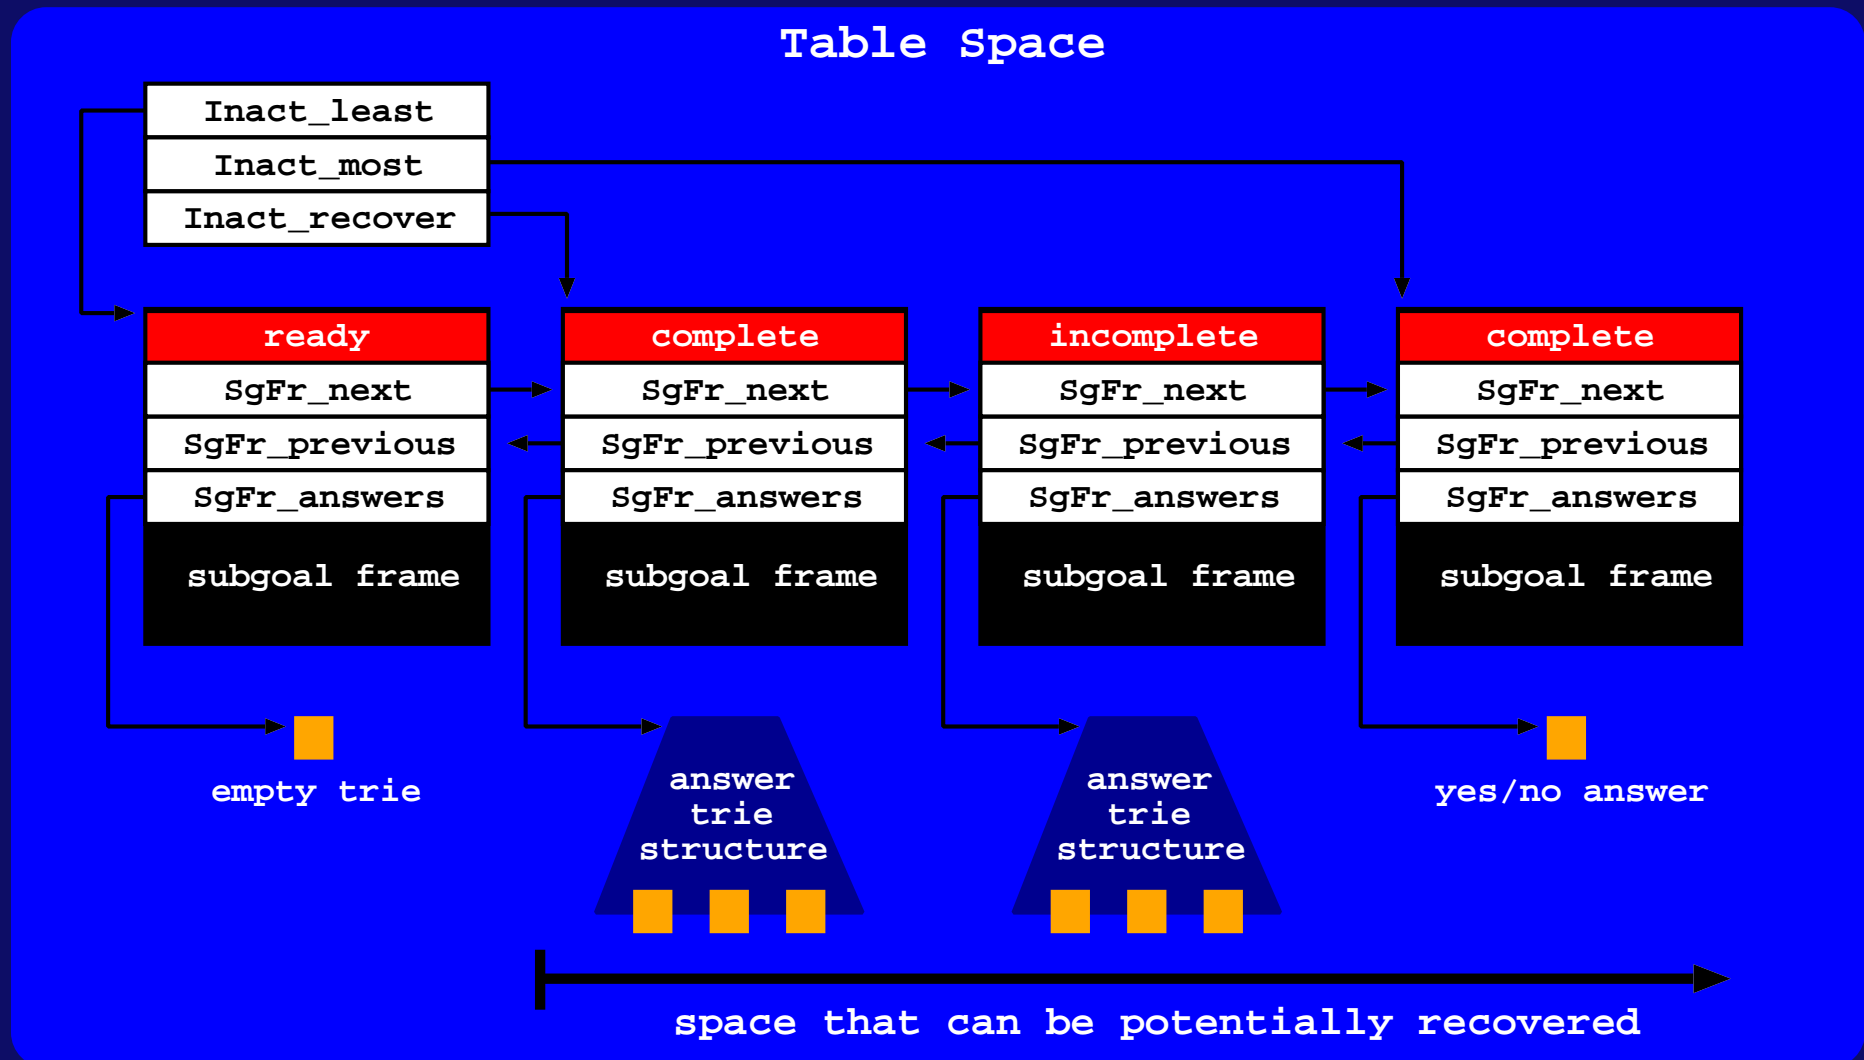 Table Space
Inact_least
Inact_most
Inact_recover
ready
SgFr_next
SgFr_previous
SgFr_answers
subgoal frame
complete
SgFr_next
SgFr_previous
SgFr_answers
subgoal frame
incomplete
SgFr_next
SgFr_previous
SgFr_answers
subgoal frame
complete
SgFr_next
SgFr_previous
SgFr_answers
subgoal frame
empty trie
answer
trie
structure
answer
trie
structure
yes/no answer
space that can be potentially recovered